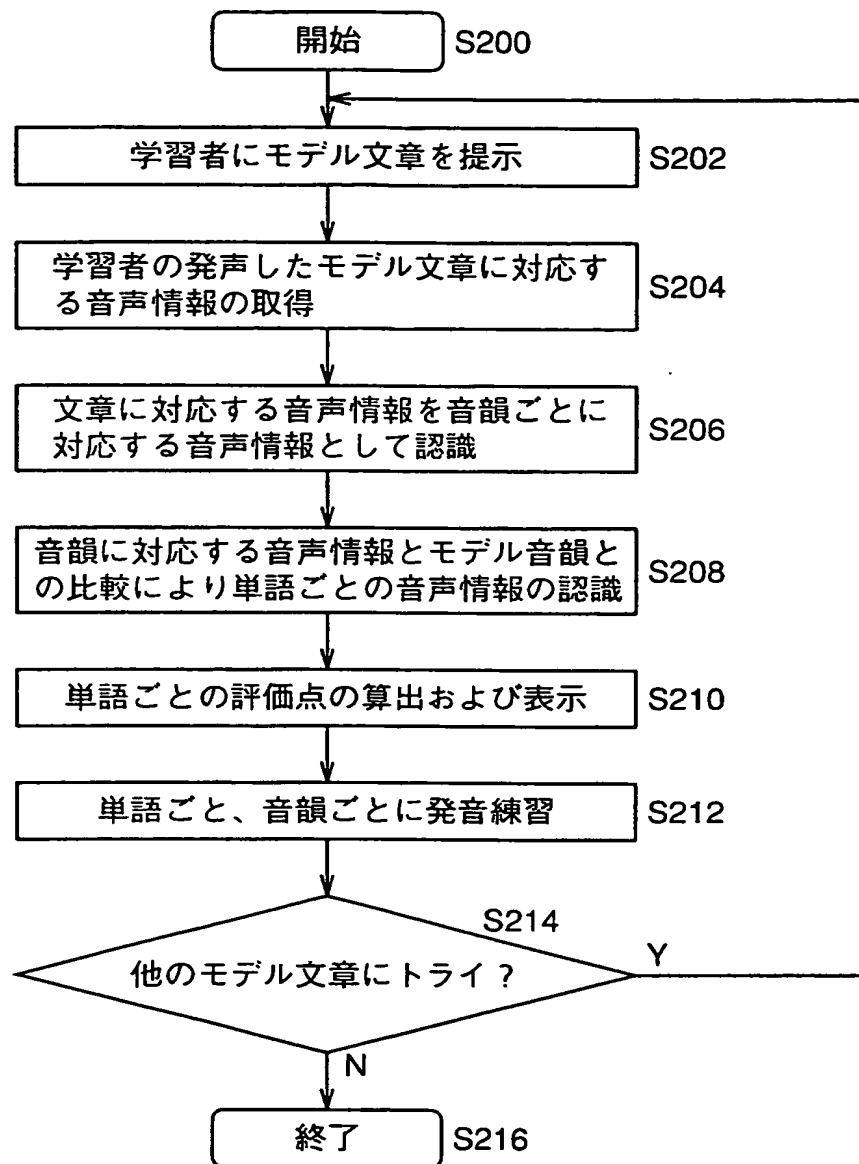 開始
S200
学習者にモデル文章を提示
S202
学習者の発声したモデル文章に対応す
る音声情報の取得
S204
文章に対応する音声情報を音韻ごとに
対応する音声情報として認識
S206
音韻に対応する音声情報とモデル音韻と
の比較により単語ごとの音声情報の認識
S208
単語ごとの評価点の算出および表示
S210
単語ごと、音韻ごとに発音練習
S212
S214
他のモデル文章にトライ?
Y
N
終了
S216